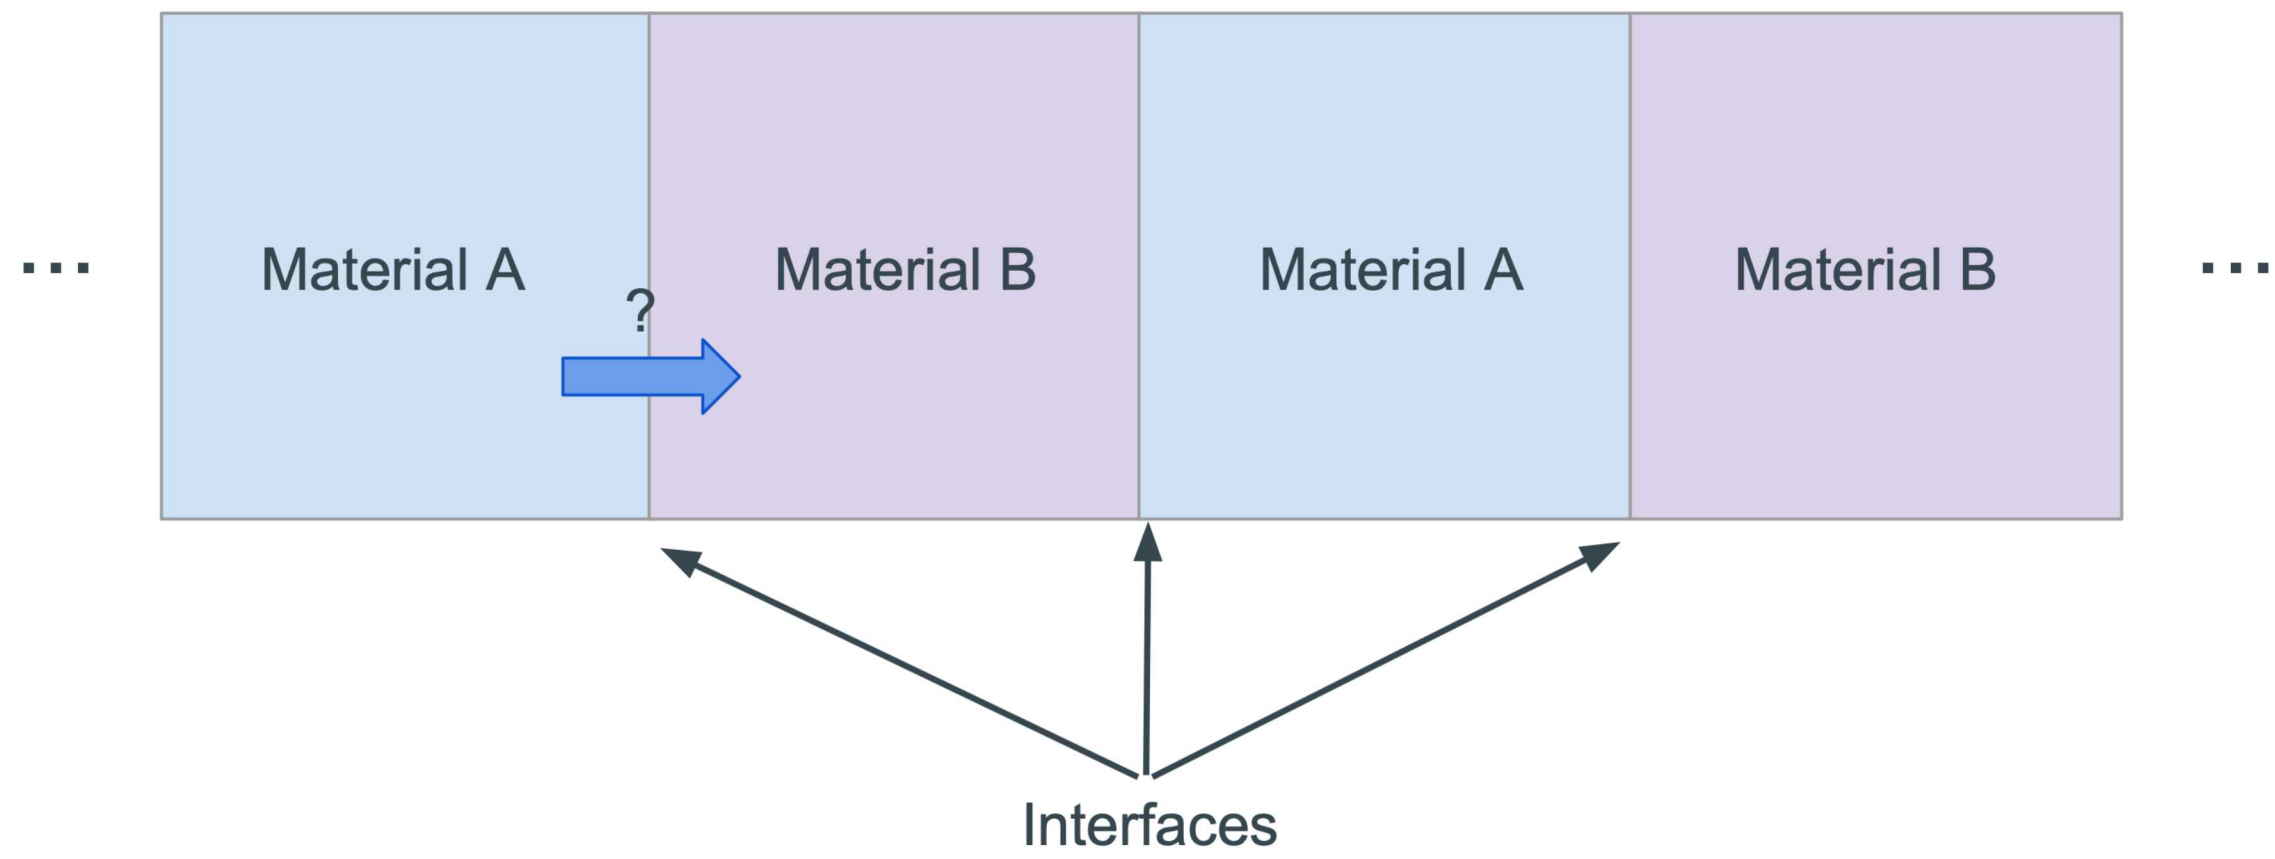 ... Material A Material B Material A Material B ...
?
Interfaces